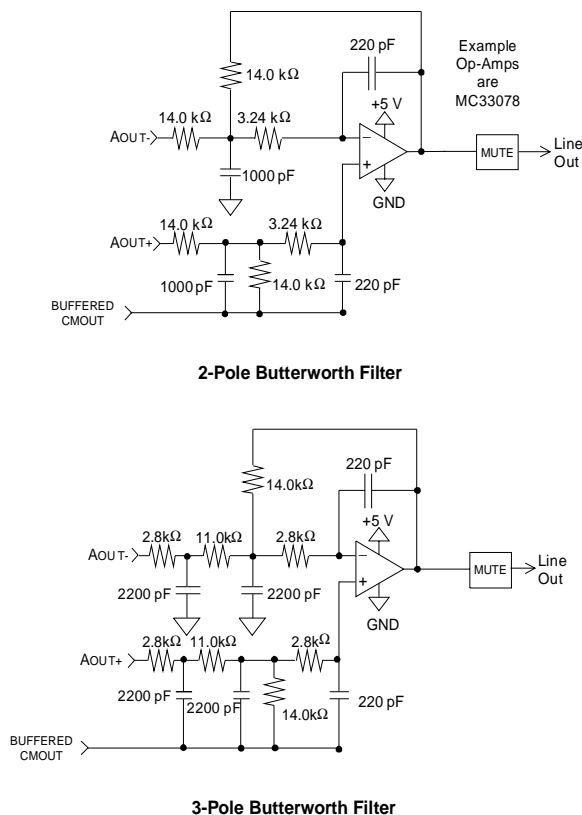 220 pF
Example
Op-Amps
are
MC33078
14.0 kΩ
+5 V
14.0 kΩ
3.24 kΩ
AOUT-
−
+
MUTE
Line
Out
1000 pF
GND
14.0 kΩ
3.24 kΩ
AOUT+
1000 pF
14.0 kΩ
220 pF
BUFFERED
CMOUT
2-Pole Butterworth Filter
220 pF
14.0kΩ
+5 V
2.8kΩ
11.0kΩ
2.8kΩ
AOUT-
−
+
MUTE
Line
Out
2200 pF
2200 pF
GND
2.8kΩ
11.0kΩ
2.8kΩ
AOUT+
2200 pF
2200 pF
14.0kΩ
220 pF
BUFFERED
CMOUT
3-Pole Butterworth Filter